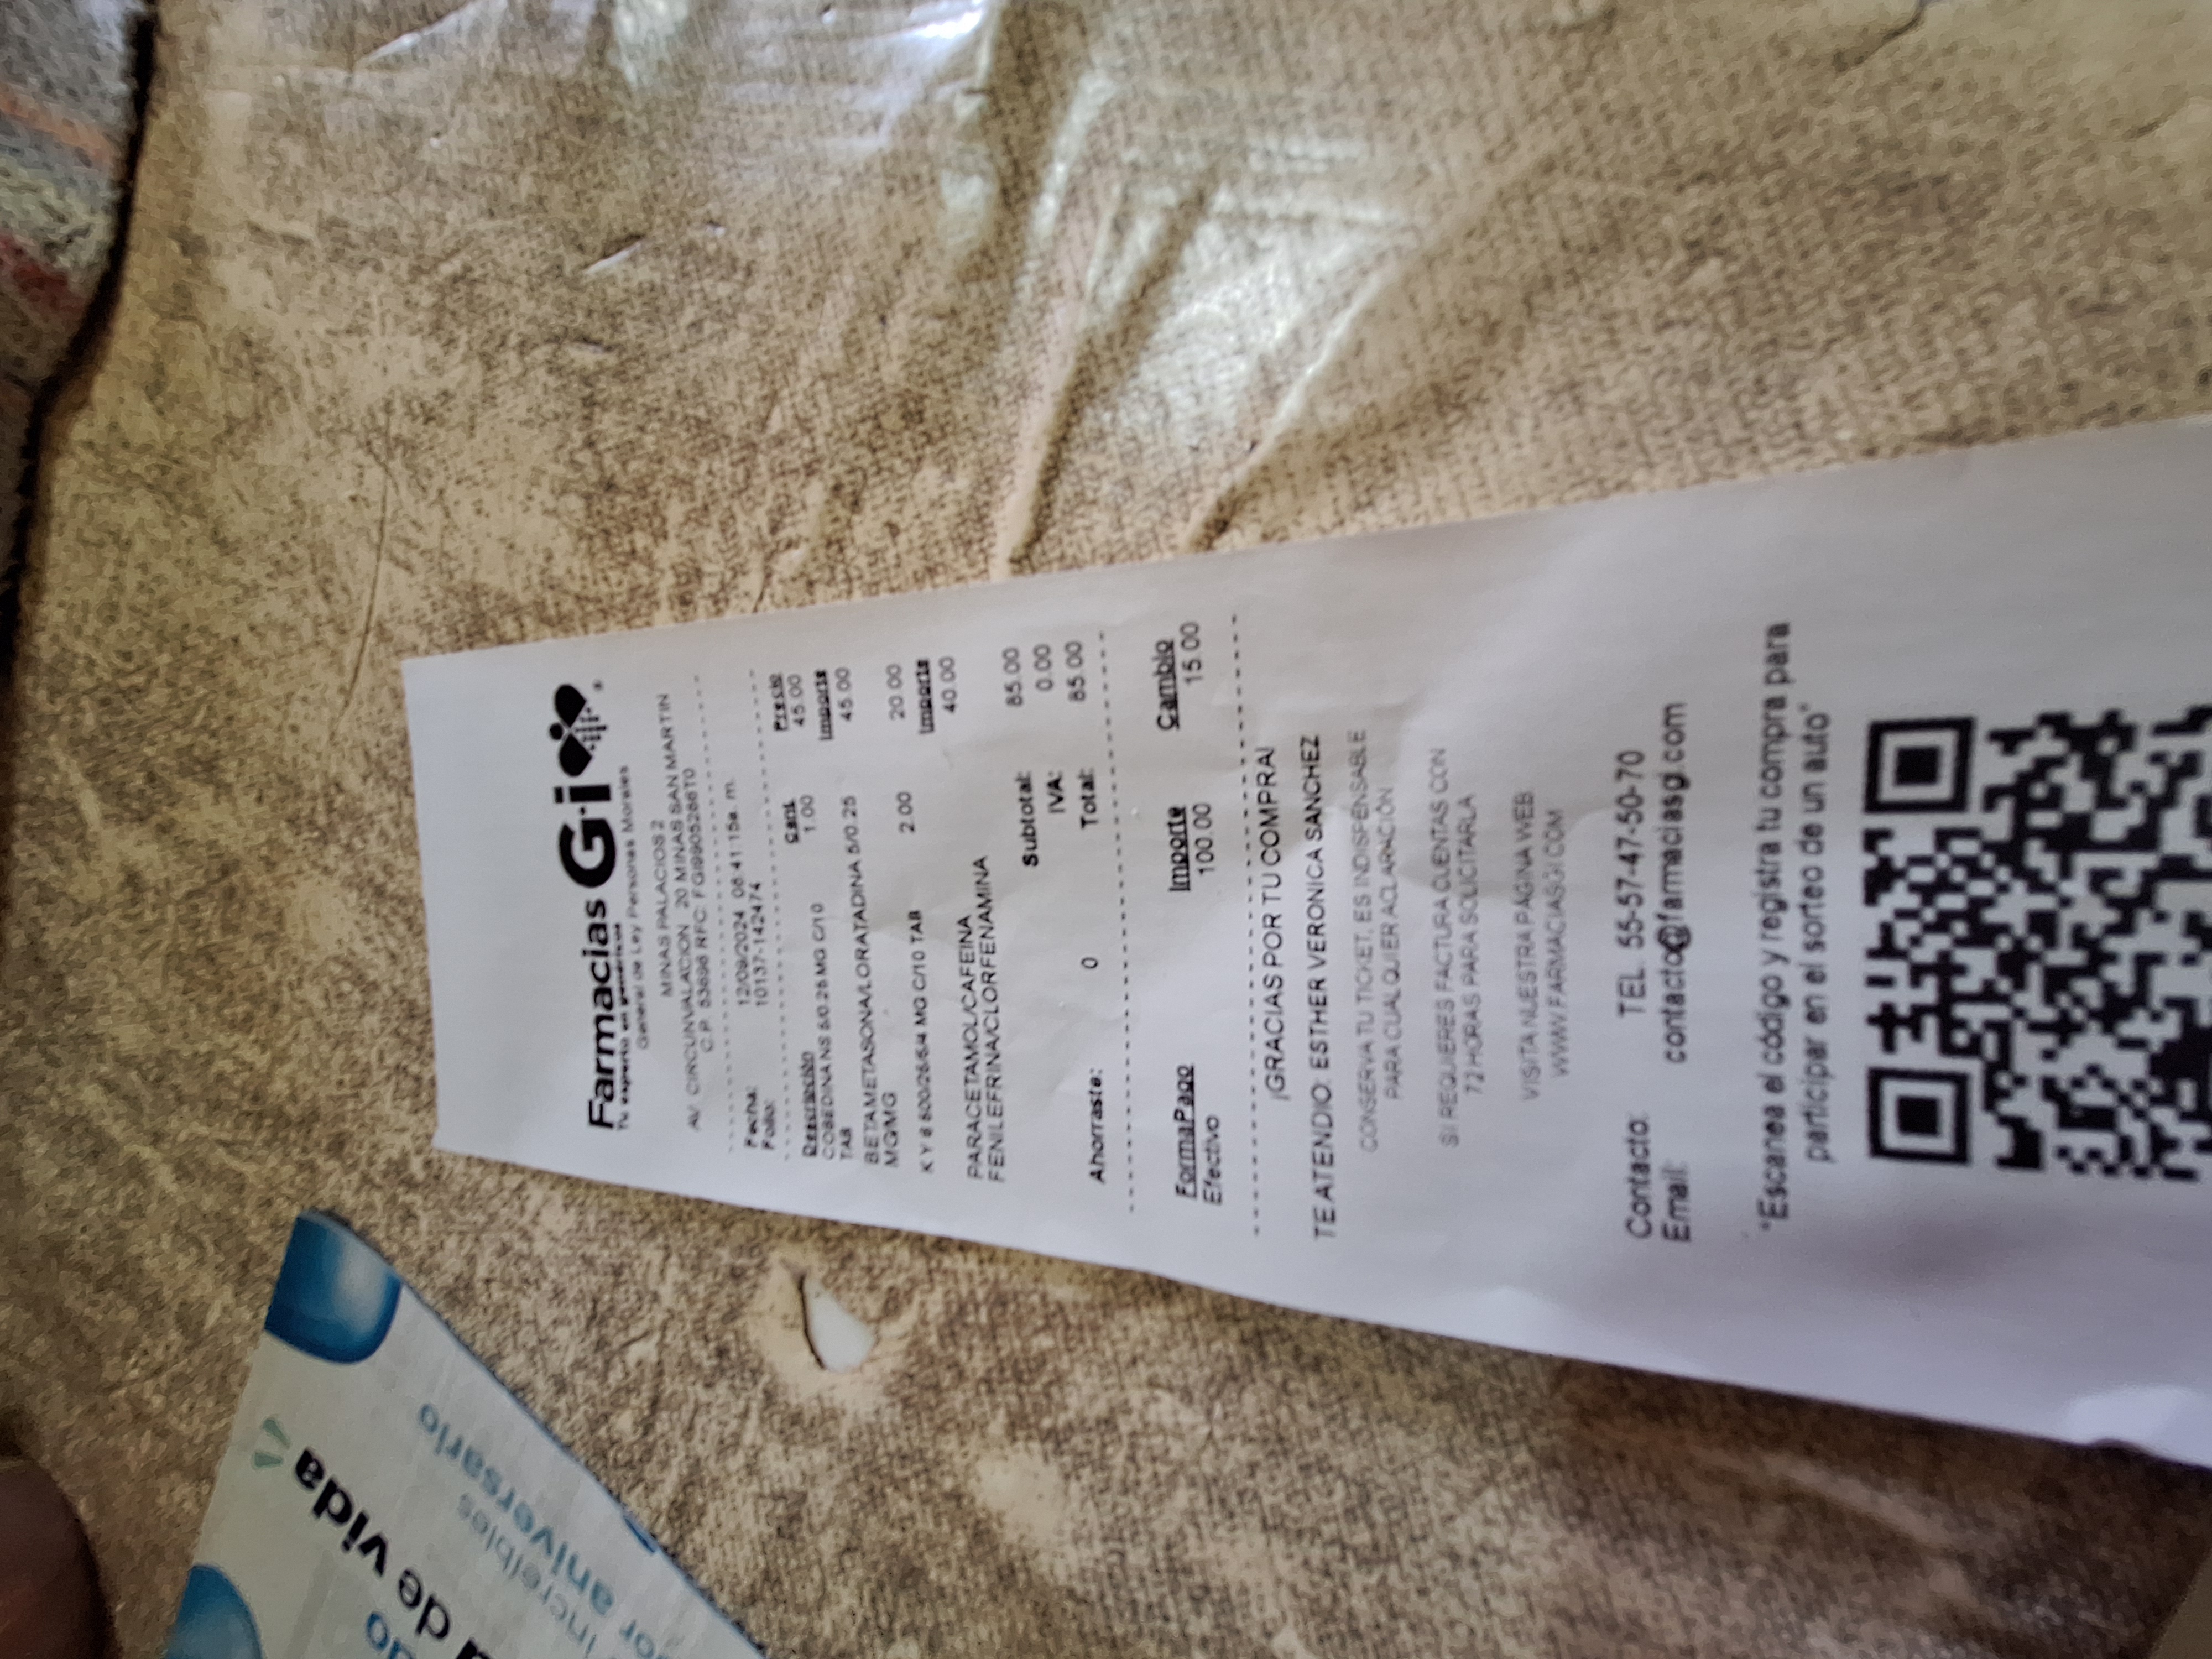 Farmacias Gi ®
Tu experto en genéricos
General de Ley Personas Morales
MINAS PALACIOS 2
AV. CIRCUNVALACION 20 MINAS SAN MARTIN
C.P. 53696 RFC:
Fecha: 12/09/2024 08:41:15a. m.
Folio: 10137-142474
Descripción Cant. Precio
COBEDINA NS 5/0.25 MG C/10 1.00 45.00
TAB Importe
BETAMETASONA/LORATADINA 5/0.25 45.00
MGMG
K Y d 500/25/5/4 MG C/10 TAB 2.00 20.00
Importe
PARACETAMOL/CAFEINA 40.00
FENILEFRINA/CLORFENAMINA
Subtotal: 85.00
IVA: 0.00
Ahorraste: 0 Total: 85.00
FormaPago Importe Cambio
Efectivo 100.00 15.00
¡GRACIAS POR TU COMPRA!
TE ATENDIO: ESTHER VERONICA SANCHEZ
CONSERVA TU TICKET, ES INDISPENSABLE
PARA CUALQUIER ACLARACIÓN
SI REQUIERES FACTURA CUENTAS CON
72 HORAS PARA SOLICITARLA
VISITA NUESTRA PÁGINA WEB
WWW.FARMACIASGI.COM
Contacto: TEL. 55-57-47-50-70
Email: contacto@farmaciasgi.com
"Escanea el código y registra tu compra para
participar en el sorteo de un auto"
de vida
increíbles
aniversario